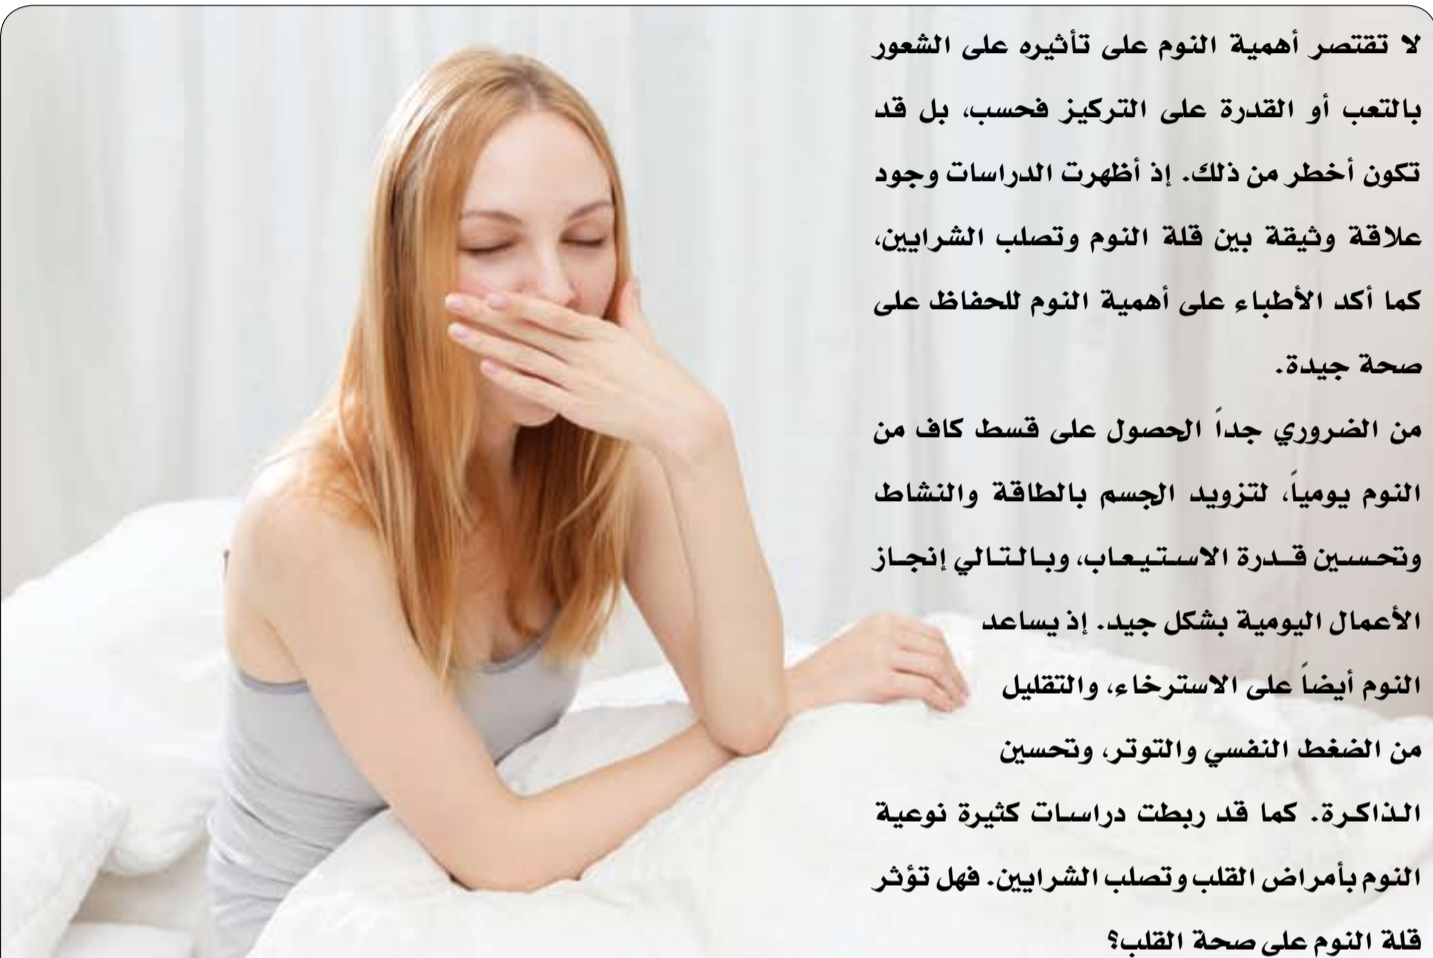 لا تقتصر أهمية النوم على تأثيره على الشعور
بالتعب أو القدرة على التركيز فحسب، بل قد
تكون أخطر من ذلك. إذ أظهرت الدراسات وجود
علاقة وثيقة بين قلة النوم وتصلب الشرايين،
كما أكد الأطباء على أهمية النوم للحفاظ على
صحة جيدة.
من الضروري جداً الحصول على قسط كاف من
النوم يومياً، لتزويد الجسم بالطاقة والنشاط
وتحسين قدرة الاستيعاب، وبالتالي إنجاز
الأعمال اليومية بشكل جيد. إذ يساعد
النوم أيضاً على الاسترخاء، والتقليل
من الضغط النفسي والتوتر، وتحسين
الذاكرة. كما قد ربطت دراسات كثيرة نوعية
النوم بأمراض القلب وتصلب الشرايين. فهل تؤثر
قلة النوم على صحة القلب؟